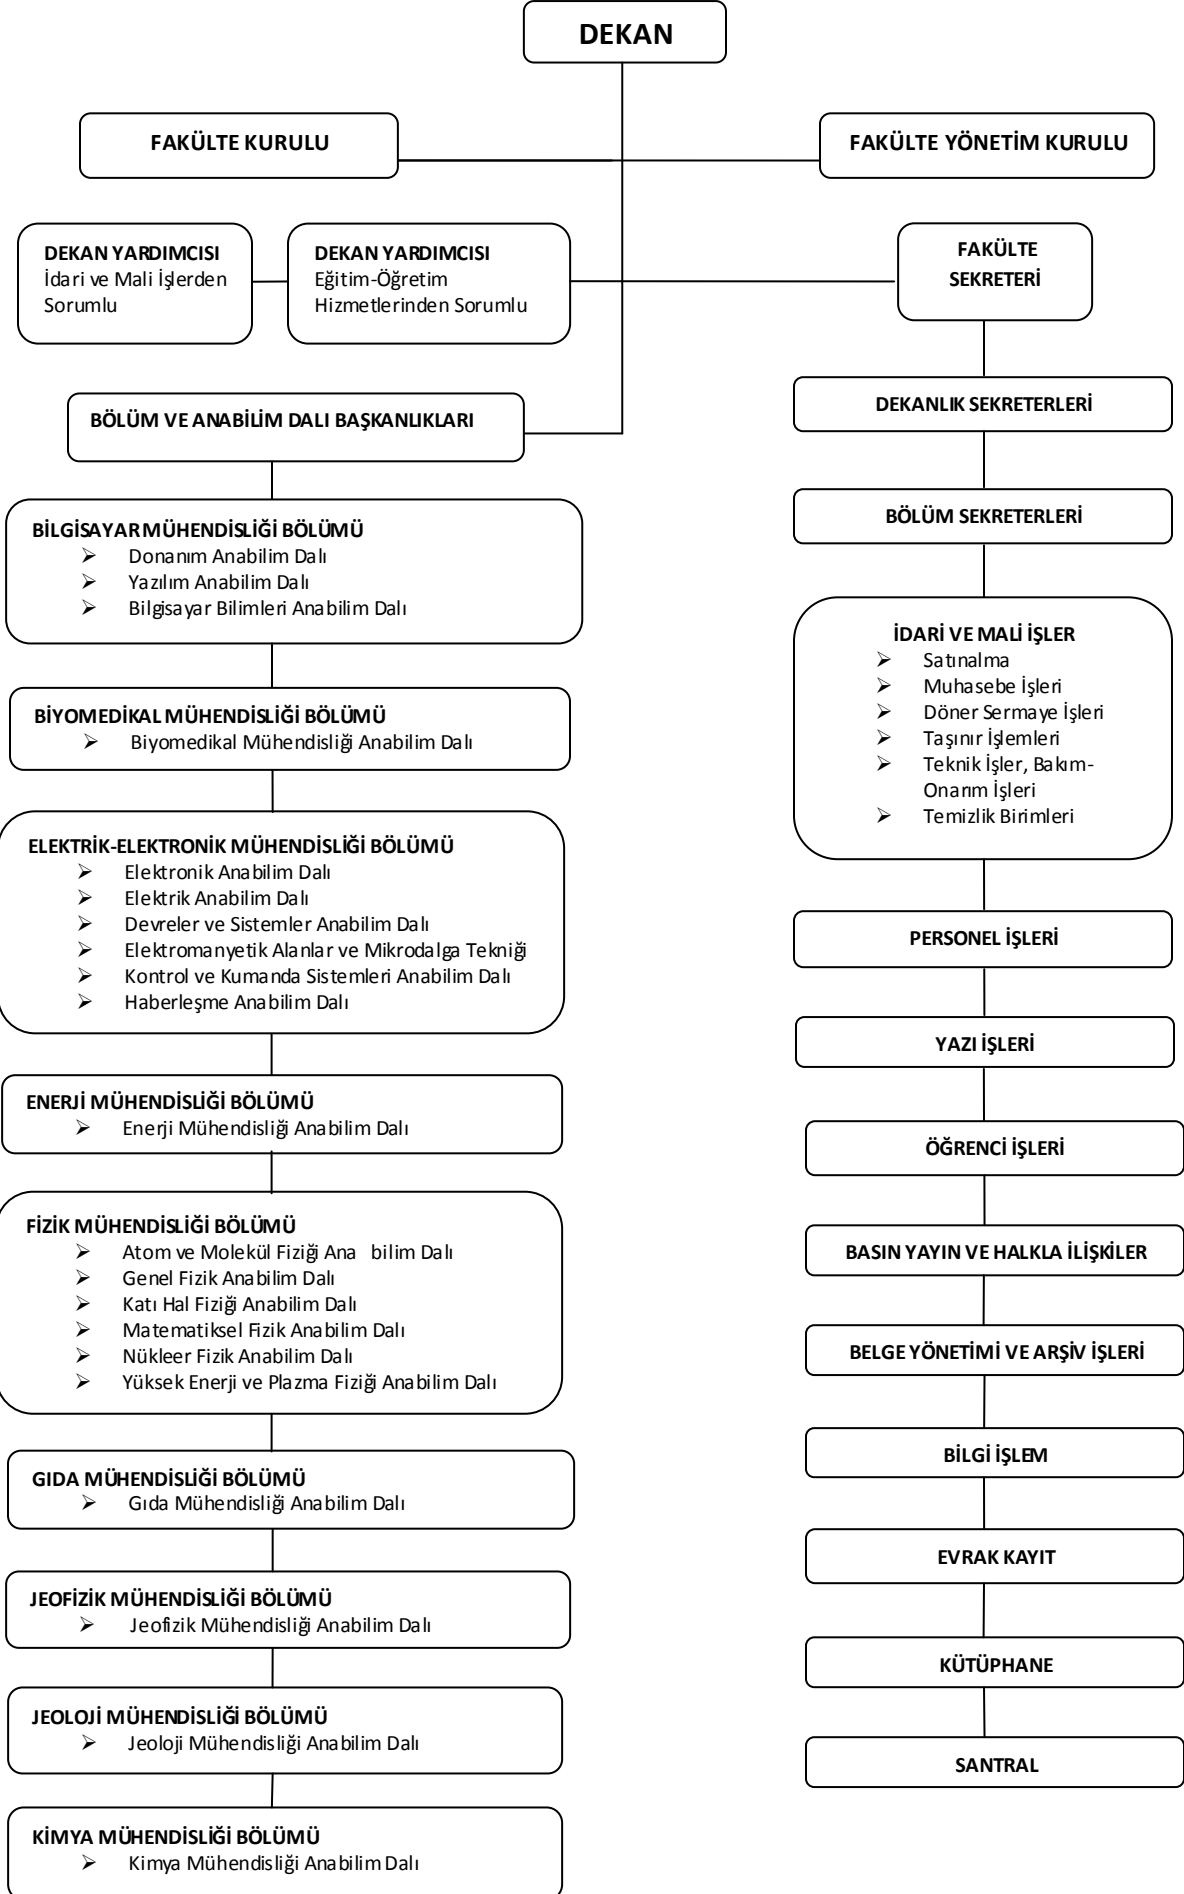 DEKAN
FAKÜLTE KURULU
FAKÜLTE YÖNETİM KURULU
DEKAN YARDIMCISI
İdari ve Mali İşlerden
Sorumlu
DEKAN YARDIMCISI
Eğitim-Öğretim
Hizmetlerinden Sorumlu
FAKÜLTE
SEKRETERİ
BÖLÜM VE ANABİLİM DALI BAŞKANLIKLARI
BİLGİSAYAR MÜHENDİSLİĞİ BÖLÜMÜ
➢ Donanım Anabilim Dalı
➢ Yazılım Anabilim Dalı
➢ Bilgisayar Bilimleri Anabilim Dalı
BİYOMEDİKAL MÜHENDİSLİĞİ BÖLÜMÜ
➢ Biyomedikal Mühendisliği Anabilim Dalı
ELEKTRİK-ELEKTRONİK MÜHENDİSLİĞİ BÖLÜMÜ
➢ Elektronik Anabilim Dalı
➢ Elektrik Anabilim Dalı
➢ Devreler ve Sistemler Anabilim Dalı
➢ Elektromanyetik Alanlar ve Mikrodalga Tekniği
➢ Kontrol ve Kumanda Sistemleri Anabilim Dalı
➢ Haberleşme Anabilim Dalı
ENERJİ MÜHENDİSLİĞİ BÖLÜMÜ
➢ Enerji Mühendisliği Anabilim Dalı
FİZİK MÜHENDİSLİĞİ BÖLÜMÜ
➢ Atom ve Molekül Fiziği Ana bilim Dalı
➢ Genel Fizik Anabilim Dalı
➢ Katı Hal Fiziği Anabilim Dalı
➢ Matematiksel Fizik Anabilim Dalı
➢ Nükleer Fizik Anabilim Dalı
➢ Yüksek Enerji ve Plazma Fiziği Anabilim Dalı
GIDA MÜHENDİSLİĞİ BÖLÜMÜ
➢ Gıda Mühendisliği Anabilim Dalı
JEOFİZİK MÜHENDİSLİĞİ BÖLÜMÜ
➢ Jeofizik Mühendisliği Anabilim Dalı
JEOLOJİ MÜHENDİSLİĞİ BÖLÜMÜ
➢ Jeoloji Mühendisliği Anabilim Dalı
KİMYA MÜHENDİSLİĞİ BÖLÜMÜ
➢ Kimya Mühendisliği Anabilim Dalı
DEKANLIK SEKRETERLERİ
BÖLÜM SEKRETERLERİ
İDARİ VE MALİ İŞLER
➢ Satınalma
➢ Muhasebe İşleri
➢ Döner Sermaye İşleri
➢ Taşınır İşlemleri
➢ Teknik İşler, Bakım-
Onarım İşleri
➢ Temizlik Birimleri
PERSONEL İŞLERİ
YAZI İŞLERİ
ÖĞRENCİ İŞLERİ
BASIN YAYIN VE HALKLA İLİŞKİLER
BELGE YÖNETİMİ VE ARŞİV İŞLERİ
BİLGİ İŞLEM
EVRAK KAYIT
KÜTÜPHANE
SANTRAL